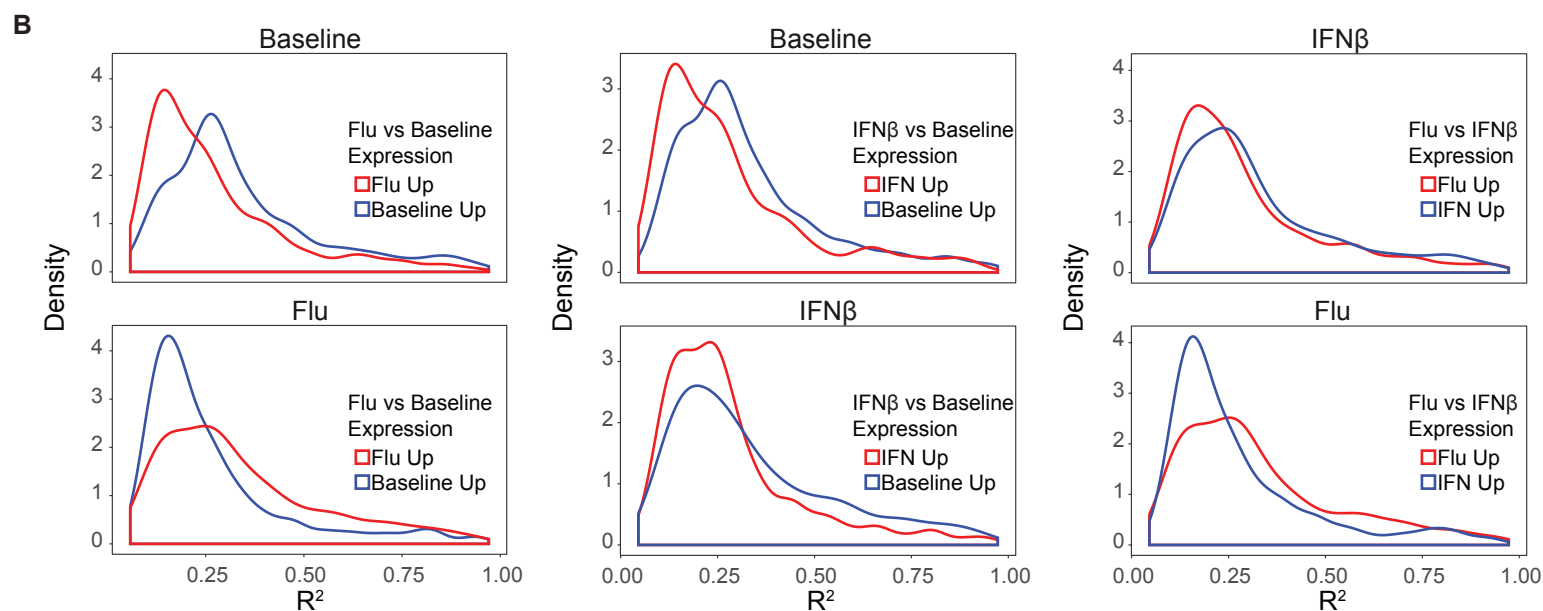 B
Baseline
4
3
2
1
0
Flu vs Baseline
Expression
Flu Up
Baseline Up
Density
Baseline
3
2
1
0
IFNβ vs Baseline
Expression
IFN Up
Baseline Up
Density
IFNβ
4
3
2
1
0
Flu vs IFNβ
Expression
Flu Up
IFN Up
Density
Flu
4
3
2
1
0
Flu vs Baseline
Expression
Flu Up
Baseline Up
0.25
0.50
0.75
1.00
R²
IFNβ
3
2
1
0
IFNβ vs Baseline
Expression
IFN Up
Baseline Up
0.00
0.25
0.50
0.75
1.00
R²
Flu
4
3
2
1
0
Flu vs IFNβ
Expression
Flu Up
IFN Up
0.00
0.25
0.50
0.75
1.00
R²